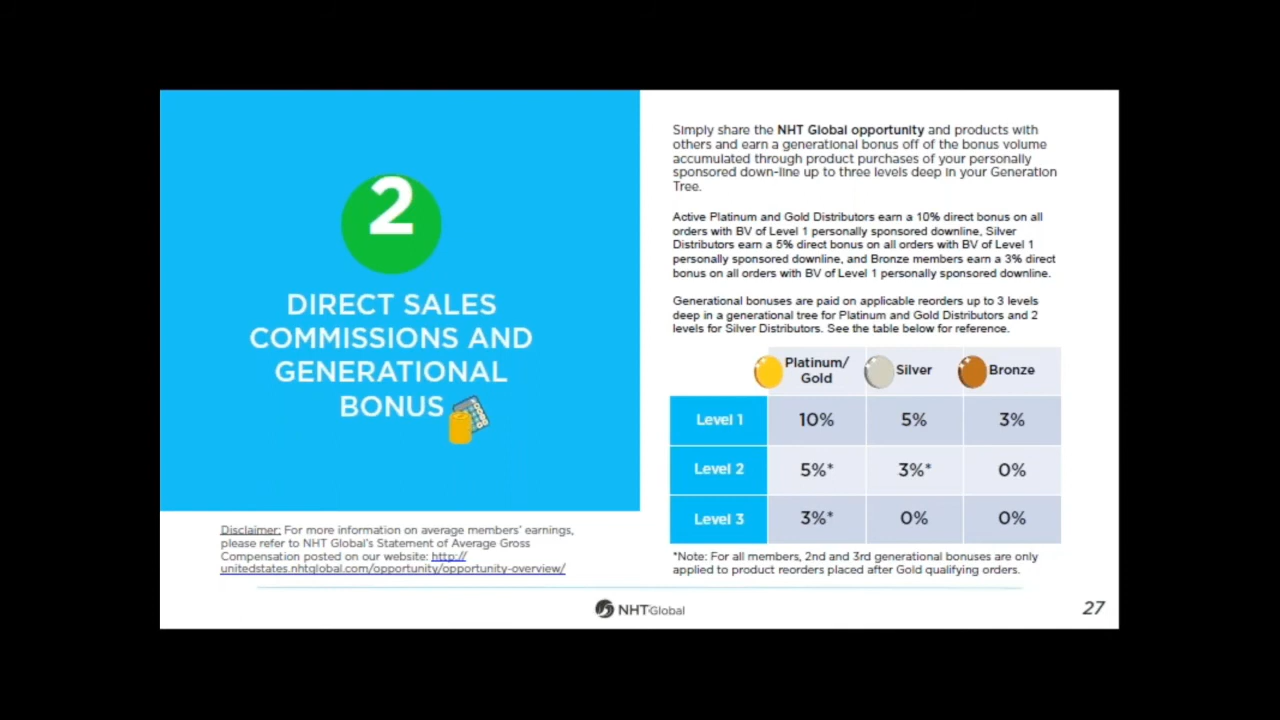 2
DIRECT SALES
COMMISSIONS AND
GENERATIONAL
BONUS
Disclaimer: For more information on average members' earnings,
please refer to NHT Global's Statement of Average Gross
Compensation posted on our website: http://
unitedstates.nhtglobal.com/opportunity/opportunity-overview/
Simply share the NHT Global opportunity and products with
others and earn a generational bonus off of the bonus volume
accumulated through product purchases of your personally
sponsored down-line up to three levels deep in your Generation
Tree.
Active Platinum and Gold Distributors earn a 10% direct bonus on all
orders with BV of Level 1 personally sponsored downline, Silver
Distributors earn a 5% direct bonus on all orders with BV of Level 1
personally sponsored downline, and Bronze members earn a 3% direct
bonus on all orders with BV of Level 1 personally sponsored downline.
Generational bonuses are paid on applicable reorders up to 3 levels
deep in a generational tree for Platinum and Gold Distributors and 2
levels for Silver Distributors. See the table below for reference.
Platinum/
Gold
Silver
Bronze
Level 1 10% 5% 3%
Level 2 5%* 3%* 0%
Level 3 3%* 0% 0%
*Note: For all members, 2nd and 3rd generational bonuses are only
applied to product reorders placed after Gold qualifying orders.
NHT Global
27